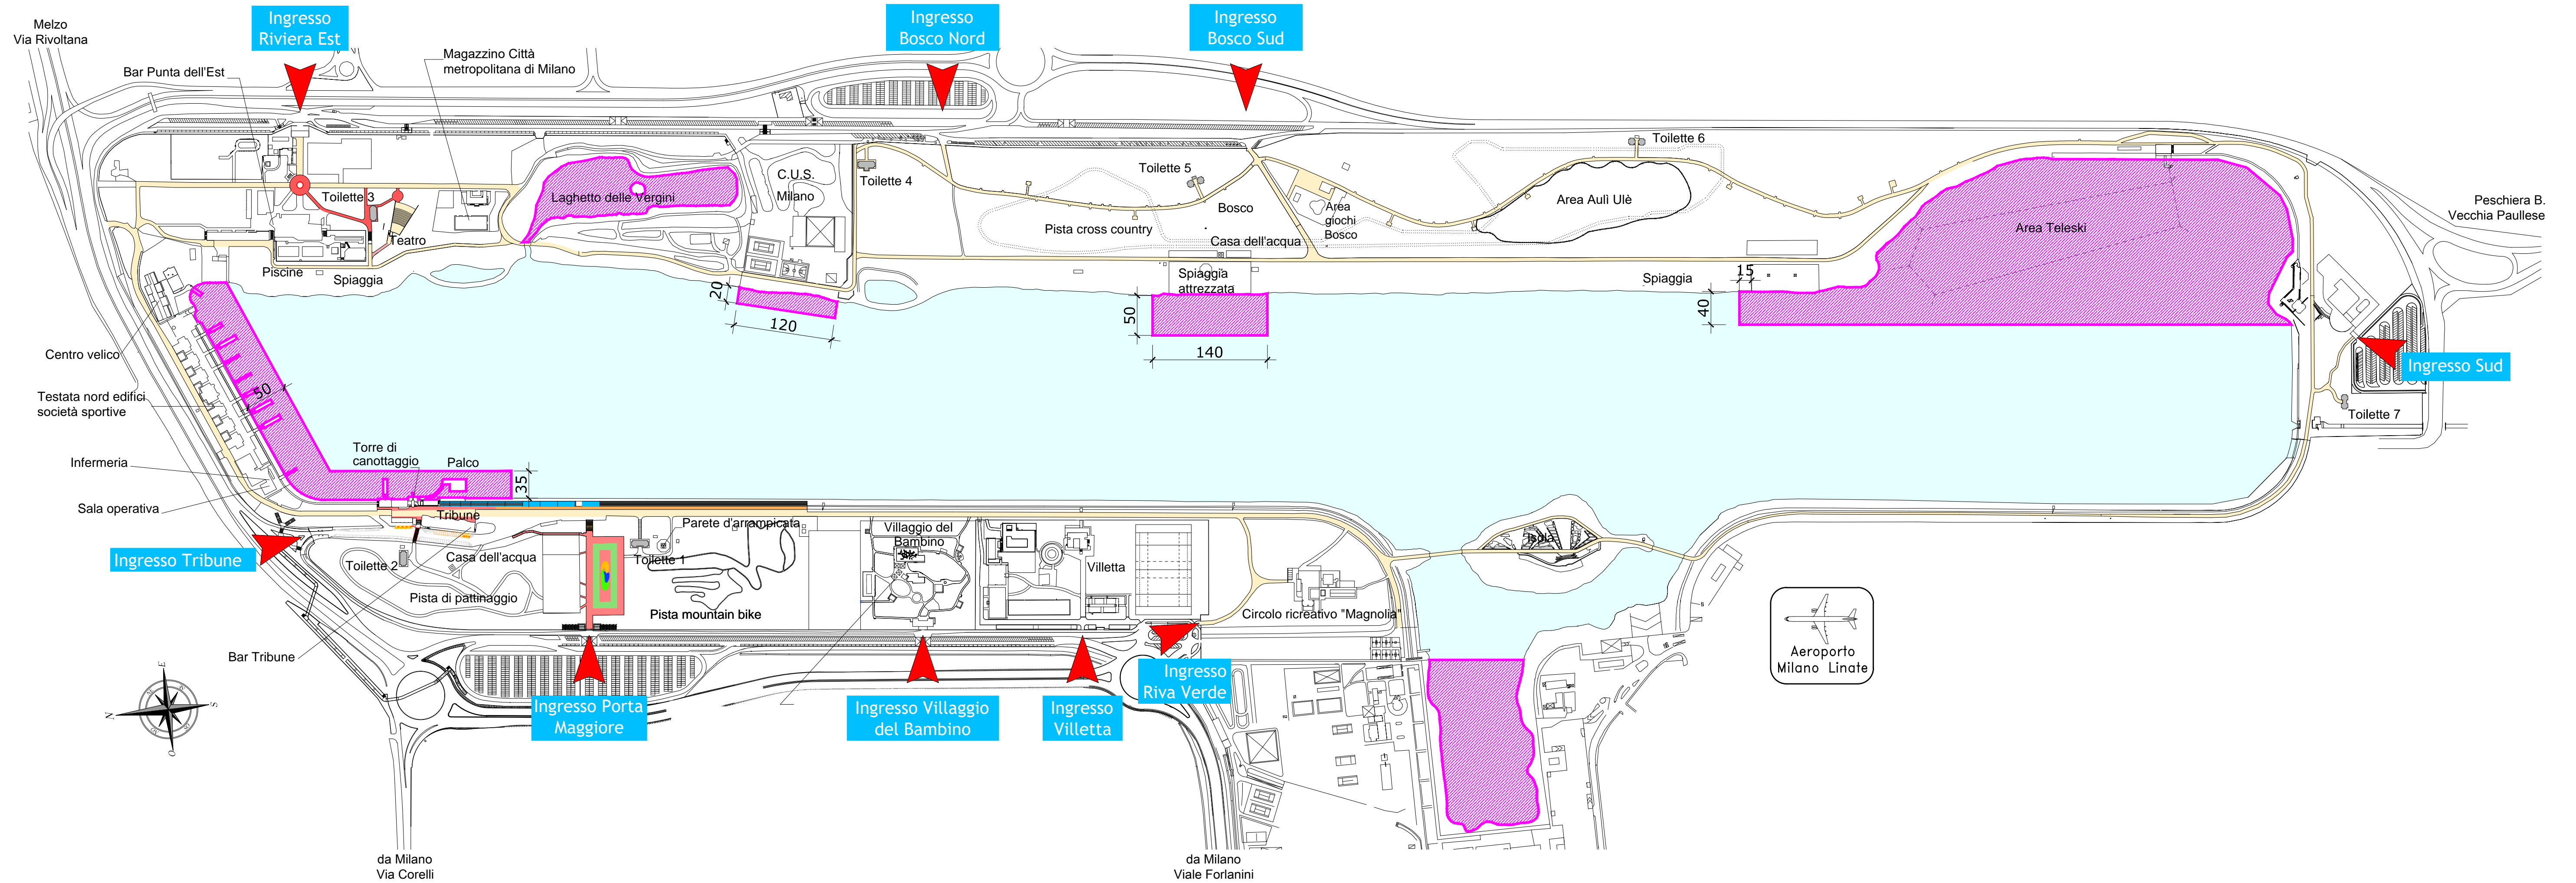 Melzo
Via Rivoltana
Ingresso
Riviera Est
Ingresso
Bosco Nord
Ingresso
Bosco Sud
Magazzino Città
metropolitana di Milano
Bar Punta dell'Est
Toilette 3
Teatro
Piscine
Spiaggia
Laghetto delle Vergini
C.U.S.
Milano
Toilette 4
Toilette 5
Toilette 6
Bosco
Pista cross country
Casa dell'acqua
Area
giochi
Bosco
Area Aulì Ulè
Area Teleski
Peschiera B.
Vecchia Paullese
Spiaggia
attrezzata
Spiaggia
20
120
50
140
15
40
Centro velico
Testata nord edifici
società sportive
50
Infermeria
Sala operativa
Torre di
canottaggio
Palco
35
Ingresso Sud
Toilette 7
Ingresso Tribune
Tribune
Toilette 2
Casa dell'acqua
Pista di pattinaggio
Toilette 1
Parete d'arrampicata
Pista mountain bike
Villaggio del
Bambino
Villetta
Circolo ricreativo "Magnolia"
Isola
Bar Tribune
Ingresso Porta
Maggiore
Ingresso Villaggio
del Bambino
Ingresso
Villetta
Ingresso
Riva Verde
Aeroporto
Milano Linate
N
E
S
O
da Milano
Via Corelli
da Milano
Viale Forlanini